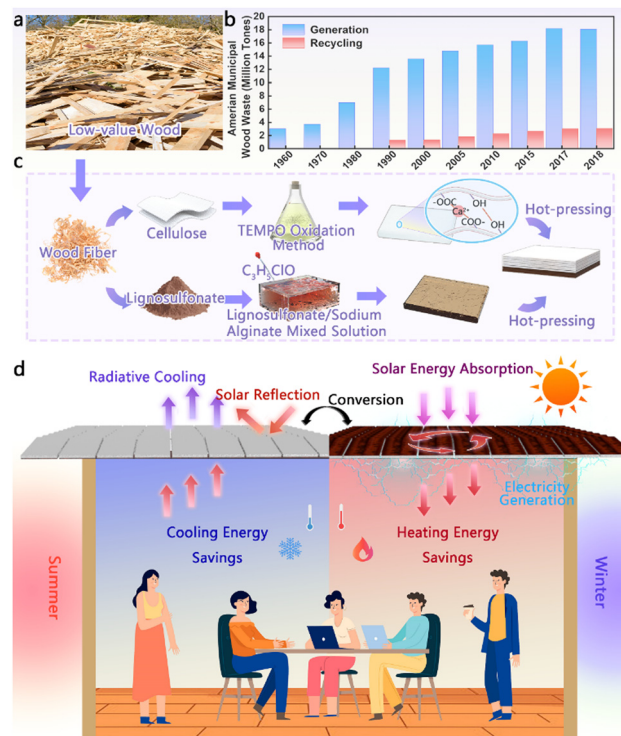 a
Low-value Wood
b
Amerian Municipal
Wood Waste (Million Tones)
20
18
16
14
12
10
8
6
4
2
0
Generation
Recycling
1960
1970
1980
1990
2000
2005
2010
2015
2017
2018
c
Wood Fiber
Cellulose
TEMPO Oxidation
Method
-OOC
OH
Ca²⁺
COO-
OH
Hot-pressing
Lignosulfonate
C₃H₅ClO
Lignosulfonate/Sodium
Alginate Mixed Solution
Hot-pressing
d
Radiative Cooling
Solar Reflection
Conversion
Solar Energy Absorption
Electricity
Generation
Cooling Energy
Savings
Heating Energy
Savings
Summer
Winter